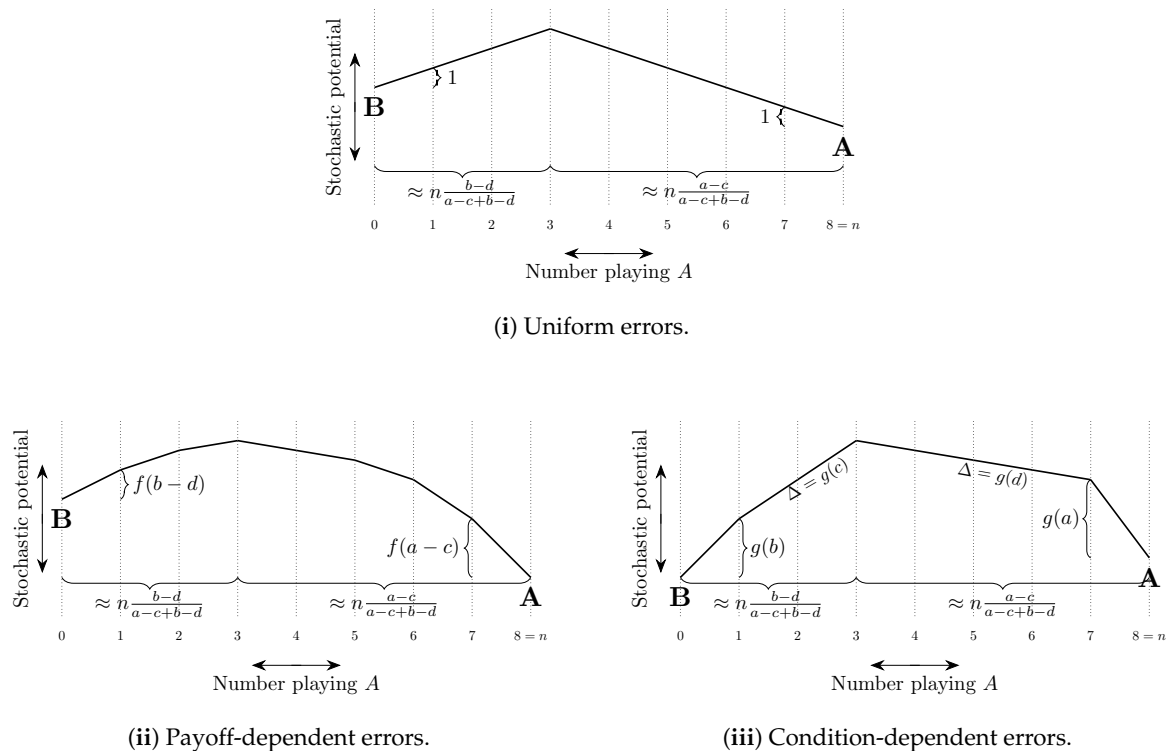 Stochastic potential
B
1
1
A
≈ n b−d/a−c+b−d
≈ n a−c/a−c+b−d
0 1 2 3 4 5 6 7 8 = n
Number playing A
(i) Uniform errors.
Stochastic potential
B
f(b − d)
f(a − c)
A
≈ n b−d/a−c+b−d
≈ n a−c/a−c+b−d
0 1 2 3 4 5 6 7 8 = n
Number playing A
(ii) Payoff-dependent errors.
Stochastic potential
B
g(b)
Δ = g(c)
Δ = g(d)
g(a)
A
≈ n b−d/a−c+b−d
≈ n a−c/a−c+b−d
0 1 2 3 4 5 6 7 8 = n
Number playing A
(iii) Condition-dependent errors.